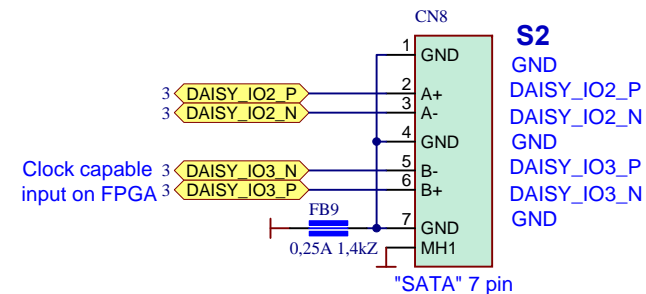 CN8
S2
1 GND GND
3 DAISY_IO2_P 2 A+ DAISY_IO2_P
3 DAISY_IO2_N 3 A- DAISY_IO2_N
4 GND GND
Clock capable 3 DAISY_IO3_N 5 B- DAISY_IO3_P
input on FPGA 3 DAISY_IO3_P 6 B+ DAISY_IO3_N
FB9 7 GND GND
0,25A 1,4kZ MH1
"SATA" 7 pin